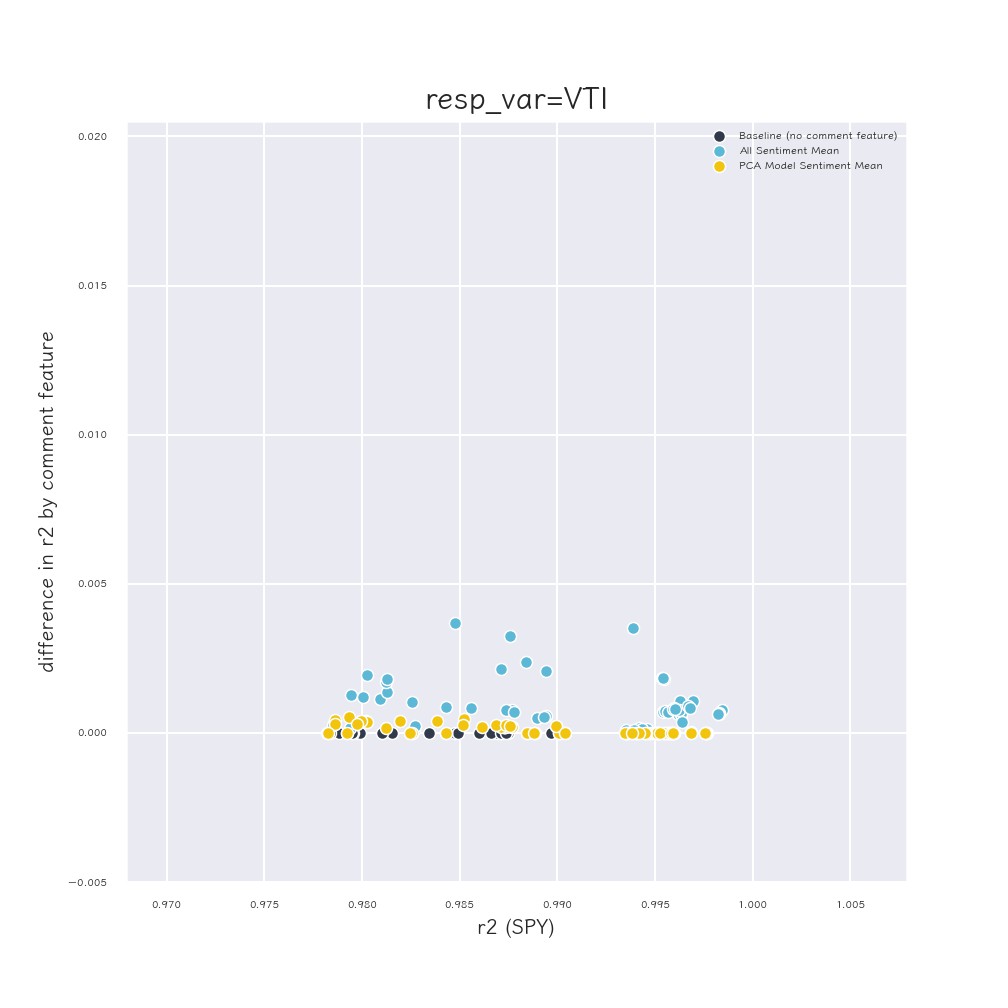 resp_var=VTI
Baseline (no comment feature)
All Sentiment Mean
PCA Model Sentiment Mean
difference in r2 by comment feature
0.020
0.015
0.010
0.005
0.000
−0.005
0.970 0.975 0.980 0.985 0.990 0.995 1.000 1.005
r2 (SPY)